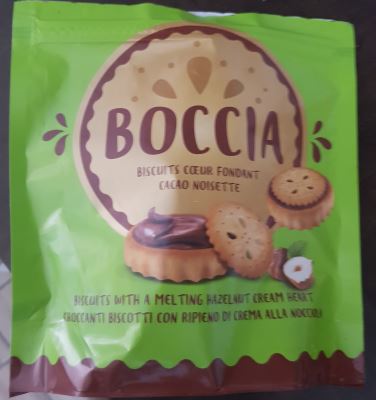 BOCCIA
BISCUITS CŒUR FONDANT
CACAO NOISETTE
BISCUITS WITH A MELTING HAZELNUT CREAM HEART
CROCCANTI BISCOTTI CON RIPIENO DI CREMA ALLA NOCCIOLA